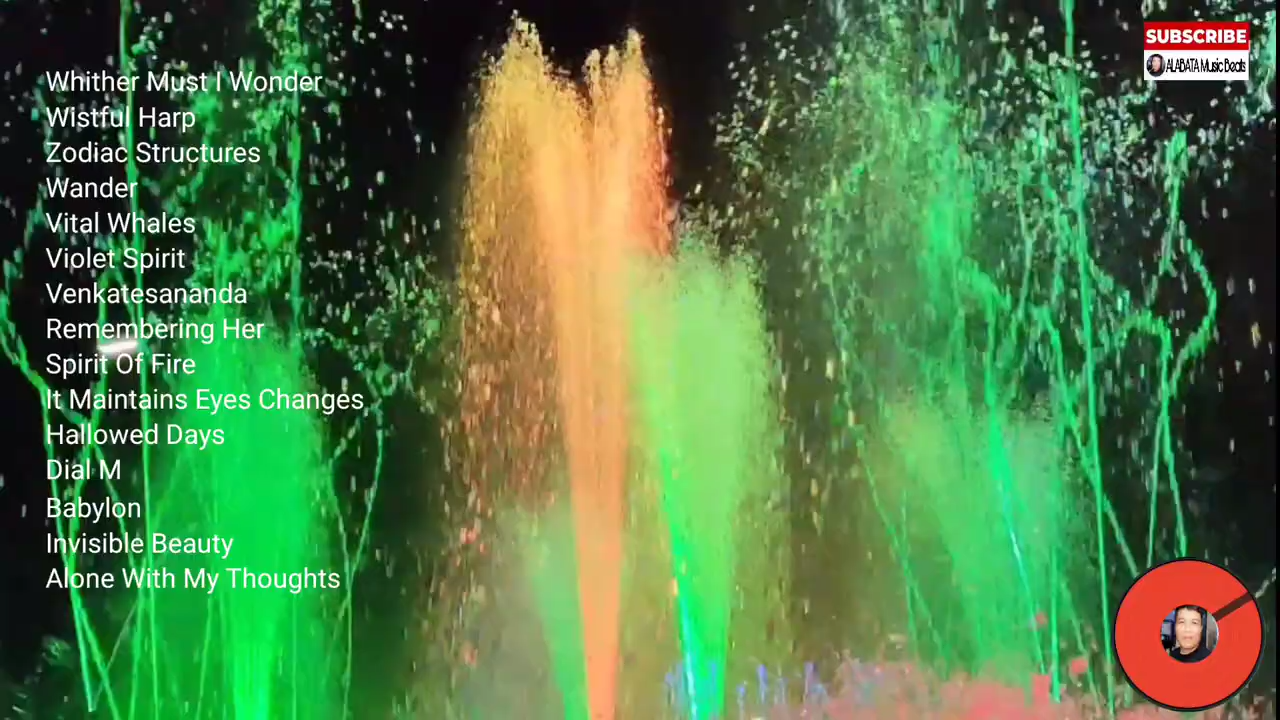 Whither Must I Wonder
Wistful Harp
Zodiac Structures
Wander
Vital Whales
Violet Spirit
Venkatesananda
Remembering Her
Spirit Of Fire
It Maintains Eyes Changes
Hallowed Days
Dial M
Babylon
Invisible Beauty
Alone With My Thoughts
SUBSCRIBE
ALABATA Music Beats